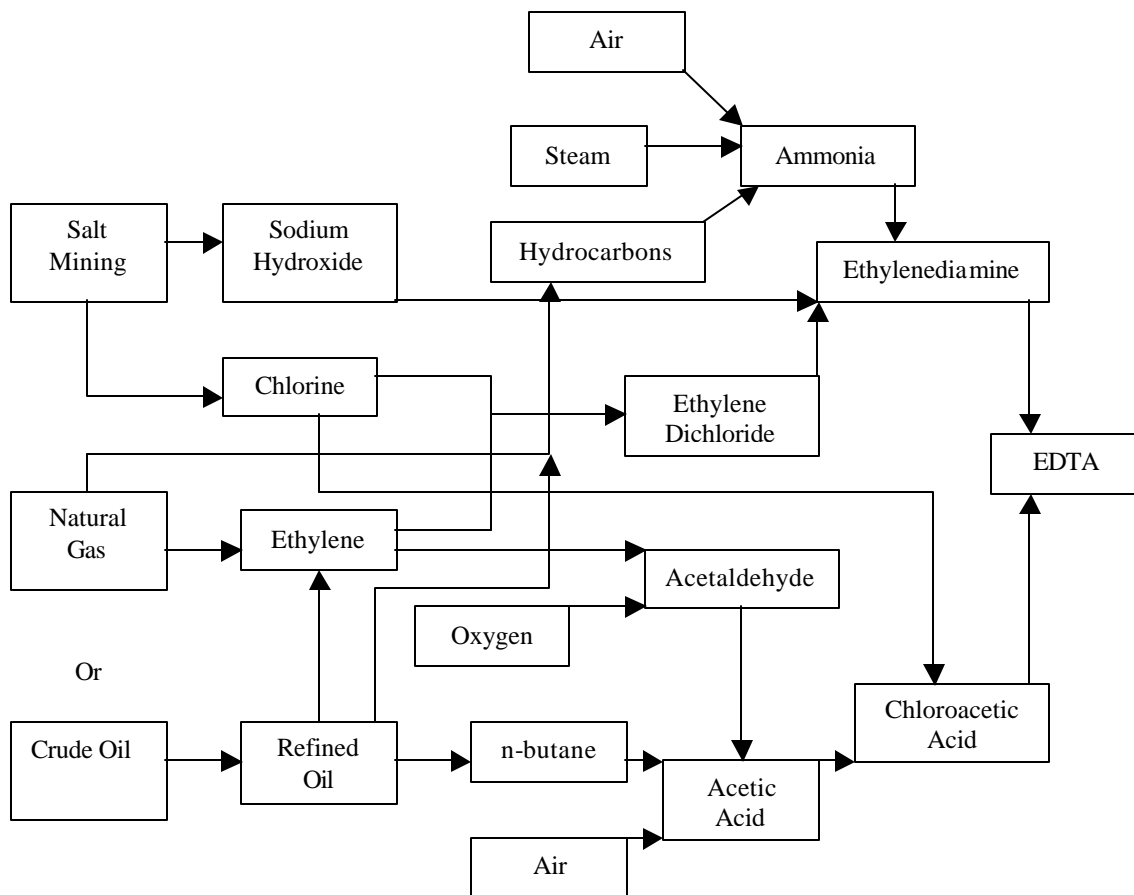 Air
Steam
Ammonia
Salt
Mining
Sodium
Hydroxide
Hydrocarbons
Ethylenediamine
Chlorine
Ethylene
Dichloride
EDTA
Natural
Gas
Ethylene
Acetaldehyde
Oxygen
Or
Chloroacetic
Acid
Crude Oil
Refined
Oil
n-butane
Acetic
Acid
Air